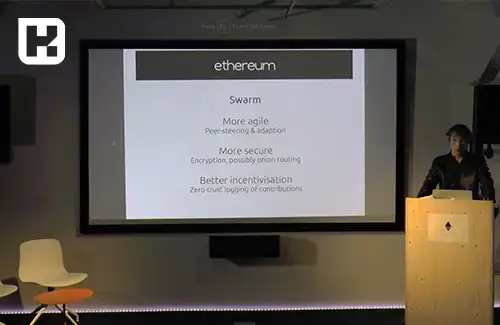 ethereum
Swarm
More agile
Peer-steering & adaption
More secure
Encryption, possibly onion routing
Better incentivisation
Zero-trust logging of contributions